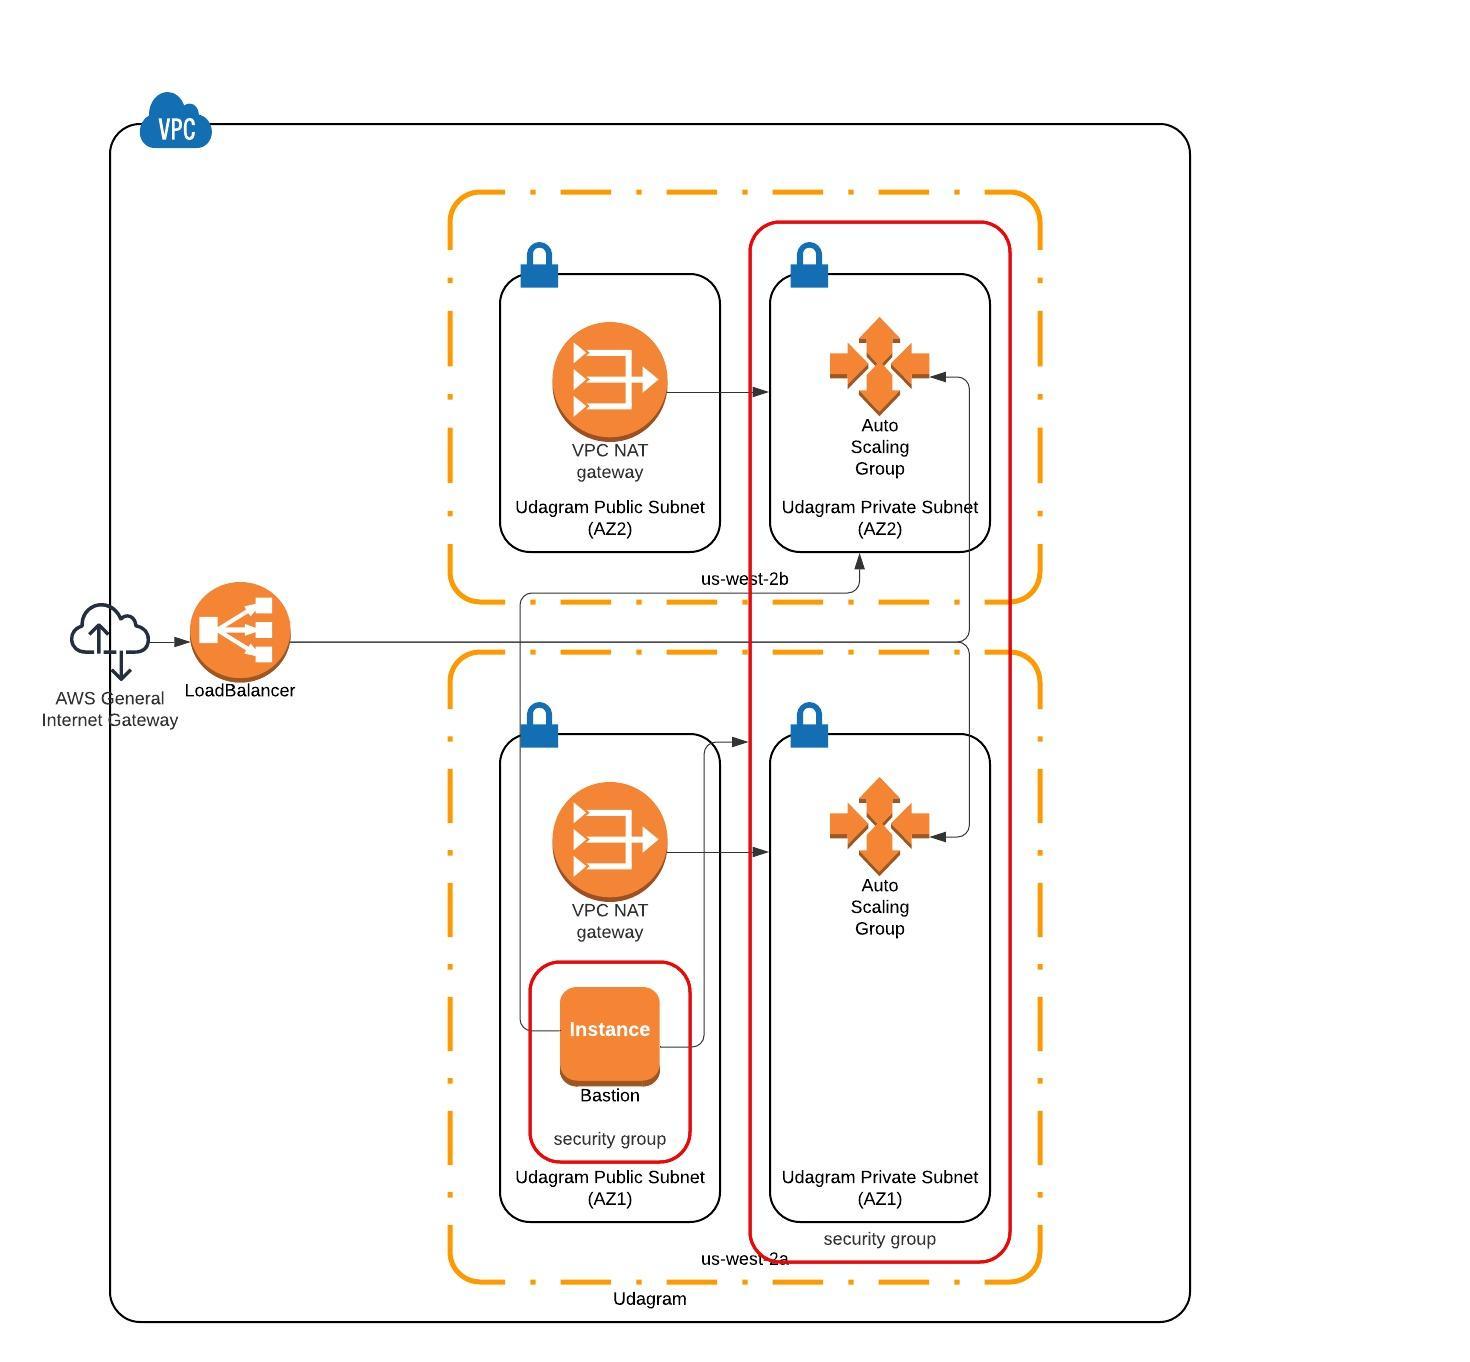 VPC
VPC NAT
gateway
Udagram Public Subnet
(AZ2)
Auto
Scaling
Group
Udagram Private Subnet
(AZ2)
us-west-2b
AWS General
Internet Gateway
LoadBalancer
VPC NAT
gateway
Instance
Bastion
security group
Udagram Public Subnet
(AZ1)
Auto
Scaling
Group
Udagram Private Subnet
(AZ1)
security group
us-west-2a
Udagram